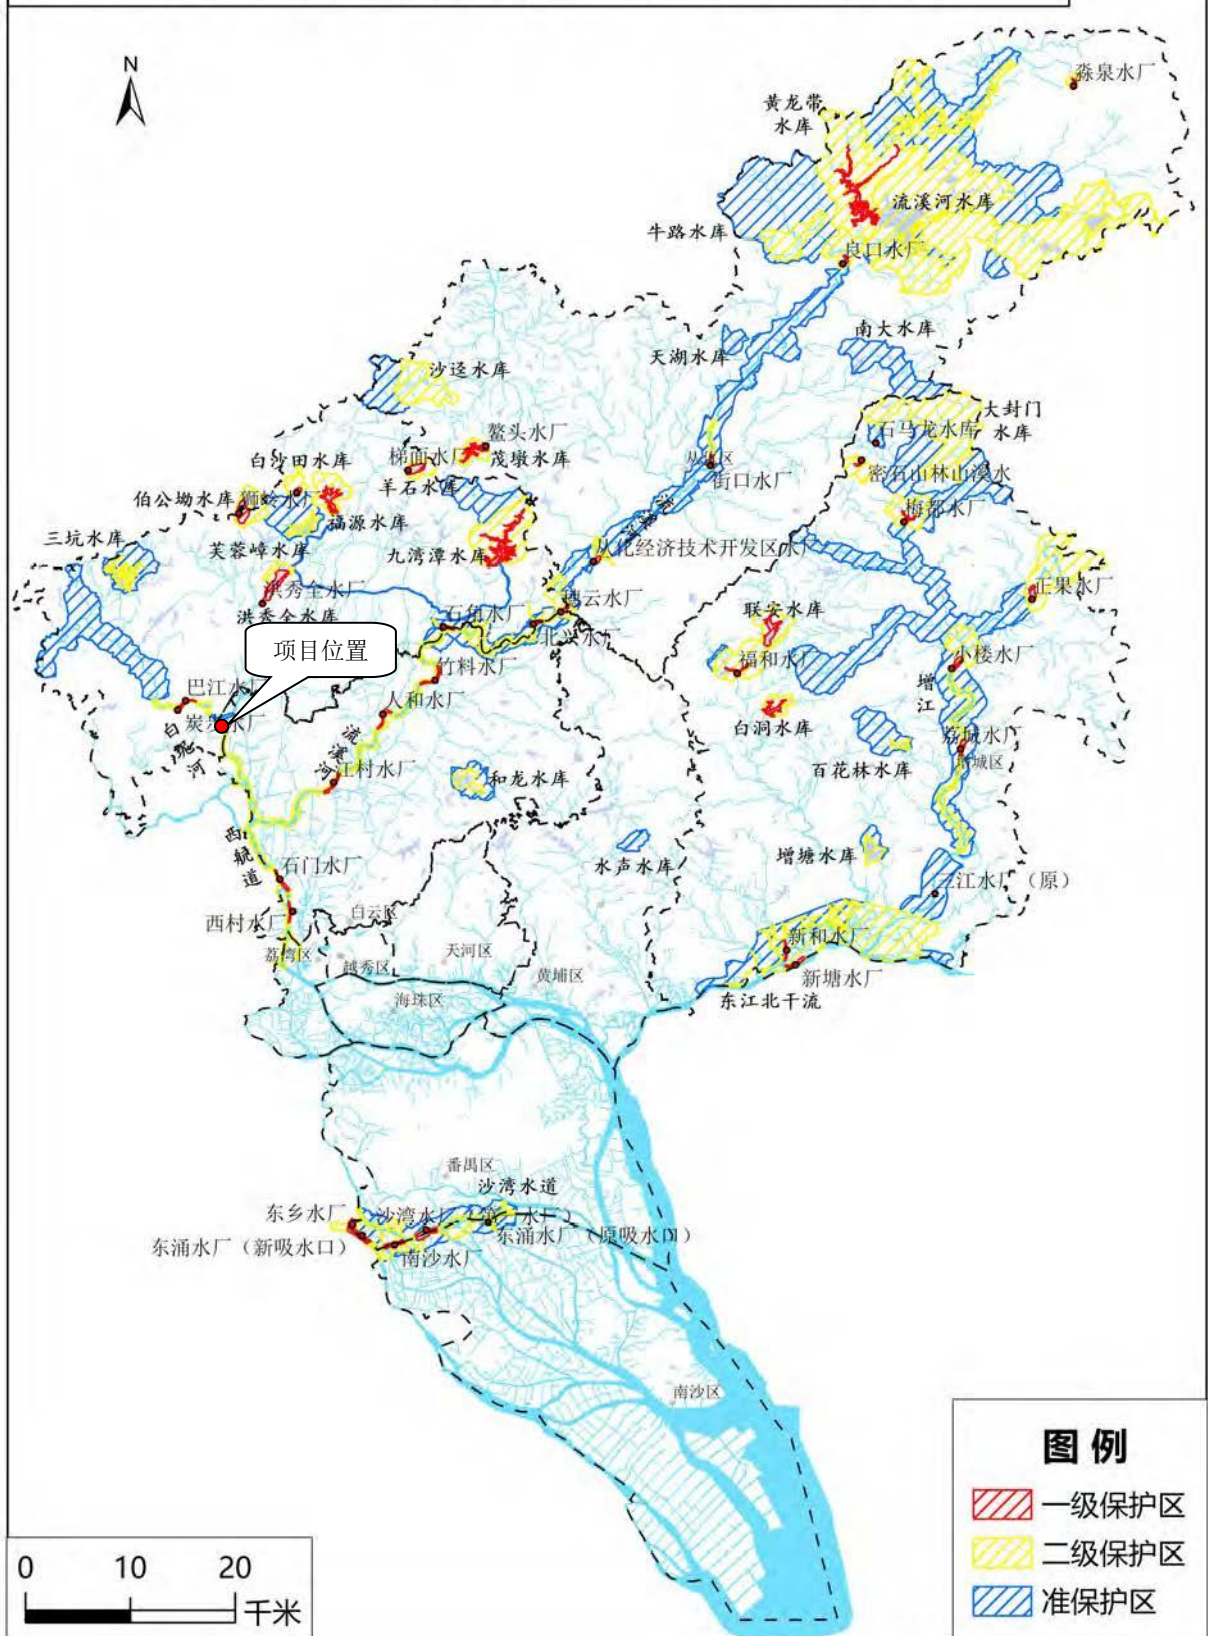 N
淼泉水厂
黄龙带
水库
流溪河水库
牛路水库
良口水厂
南大水库
天湖水库
沙迳水库
大封门
水库
石马龙水库
鳌头水厂
梯面水厂
茂墩水库
白沙田水库
羊石水库
街口水厂
密石山林山溪水
伯公坳水库
狮岭水厂
福源水库
梅都水厂
三坑水库
芙蓉嶂水库
九湾潭水库
从化经济技术开发区水厂
洪秀全水厂
洪秀全水库
正果水厂
石角水厂
穗云水厂
联安水库
北兴水厂
项目位置
竹料水厂
福和水厂
小楼水厂
巴江水厂
人和水厂
增江
炭步水厂
白坭河
流溪河
白洞水库
荔城水厂
增城区
江村水厂
和龙水库
百花林水库
西航道
水声水库
增塘水库
石门水厂
三江水厂（原）
西村水厂
白云区
新和水厂
荔湾区
越秀区
天河区
黄埔区
新塘水厂
海珠区
东江北干流
番禺区
沙湾水道
东乡水厂
东涌水厂（原吸水口）
东涌水厂（新吸水口）
南沙水厂
南沙区
图例
一级保护区
二级保护区
准保护区
0 10 20
千米